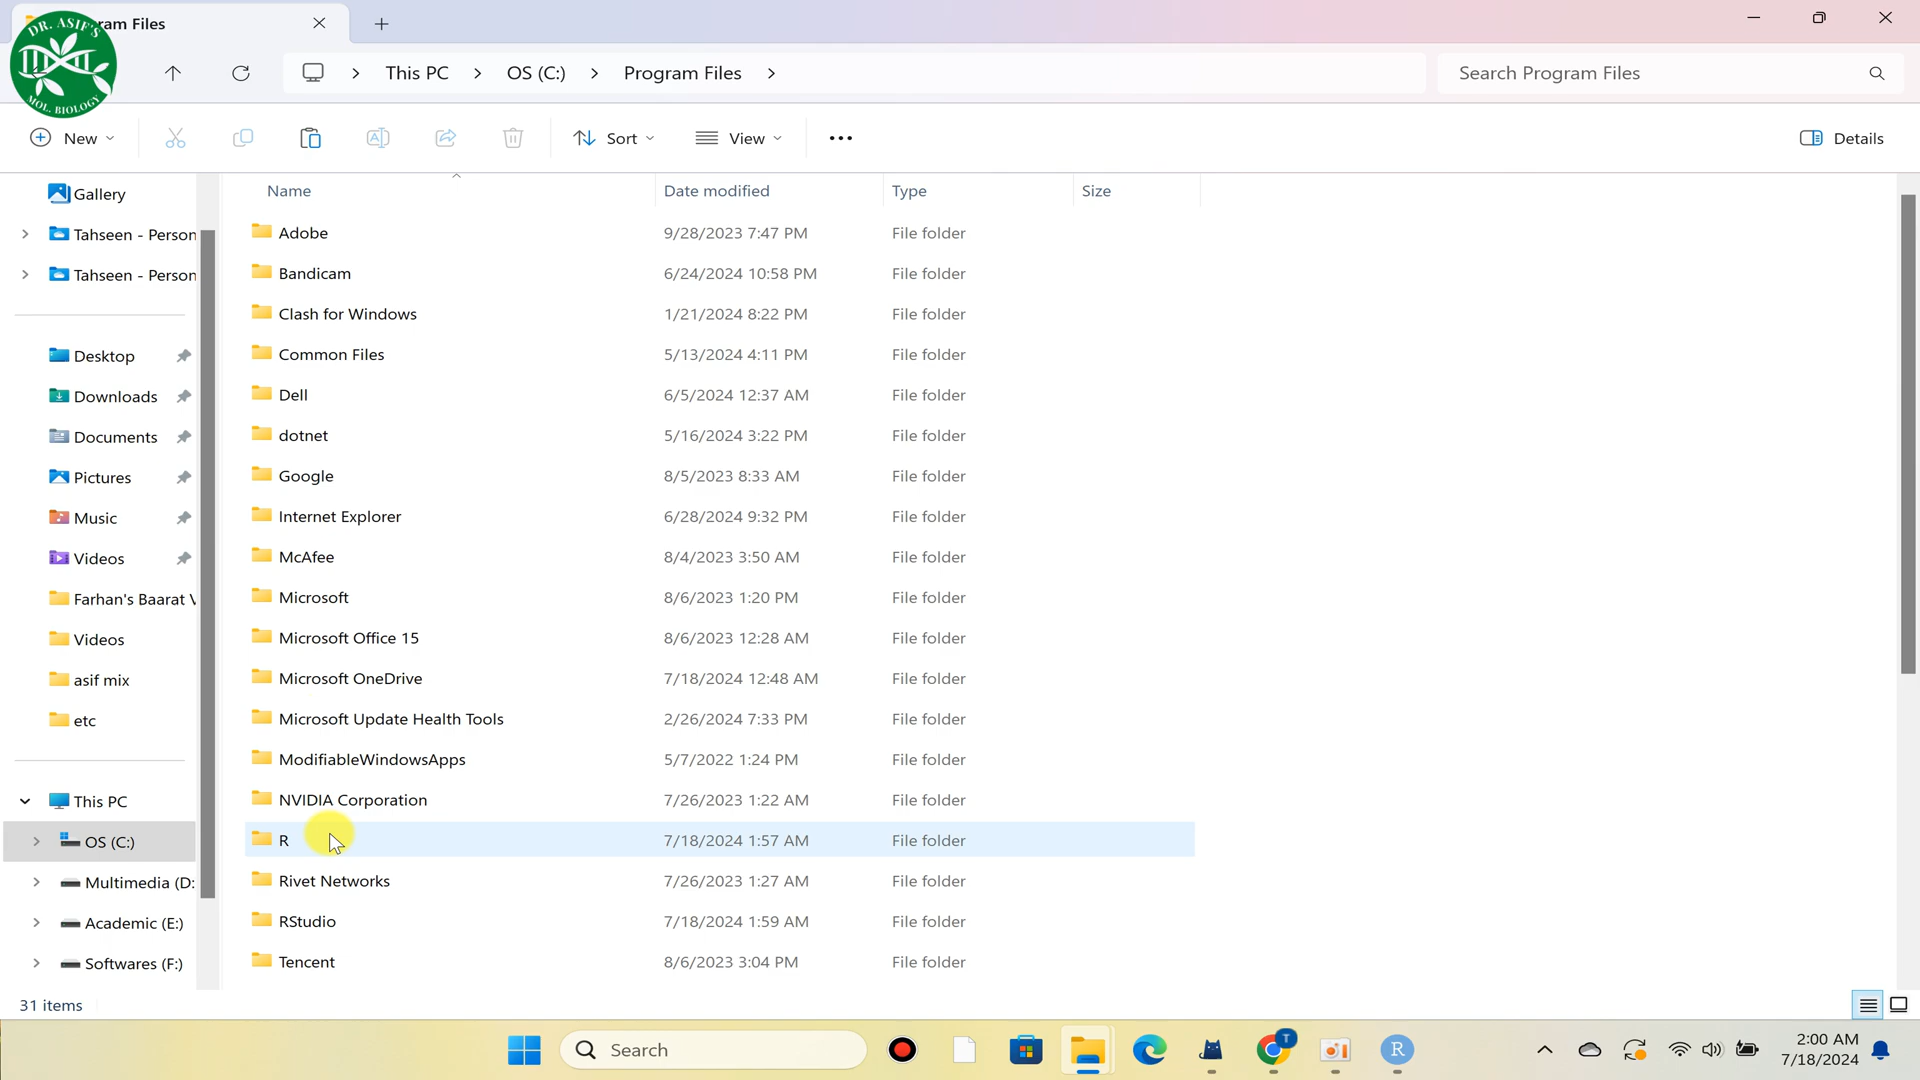 ram Files
DR. ASIF'S
MOL. BIOLOGY
This PC > OS (C:) > Program Files >
Search Program Files
New
Sort
View
Details
Name
Date modified
Type
Size
Gallery
Tahseen - Person
Tahseen - Person
Desktop
Downloads
Documents
Pictures
Music
Videos
Farhan's Baarat V
Videos
asif mix
etc
This PC
OS (C:)
Multimedia (D:
Academic (E:)
Softwares (F:)
Adobe 9/28/2023 7:47 PM File folder
Bandicam 6/24/2024 10:58 PM File folder
Clash for Windows 1/21/2024 8:22 PM File folder
Common Files 5/13/2024 4:11 PM File folder
Dell 6/5/2024 12:37 AM File folder
dotnet 5/16/2024 3:22 PM File folder
Google 8/5/2023 8:33 AM File folder
Internet Explorer 6/28/2024 9:32 PM File folder
McAfee 8/4/2023 3:50 AM File folder
Microsoft 8/6/2023 1:20 PM File folder
Microsoft Office 15 8/6/2023 12:28 AM File folder
Microsoft OneDrive 7/18/2024 12:48 AM File folder
Microsoft Update Health Tools 2/26/2024 7:33 PM File folder
ModifiableWindowsApps 5/7/2022 1:24 PM File folder
NVIDIA Corporation 7/26/2023 1:22 AM File folder
R 7/18/2024 1:57 AM File folder
Rivet Networks 7/26/2023 1:27 AM File folder
RStudio 7/18/2024 1:59 AM File folder
Tencent 8/6/2023 3:04 PM File folder
31 items
Search
T
R
2:00 AM
7/18/2024